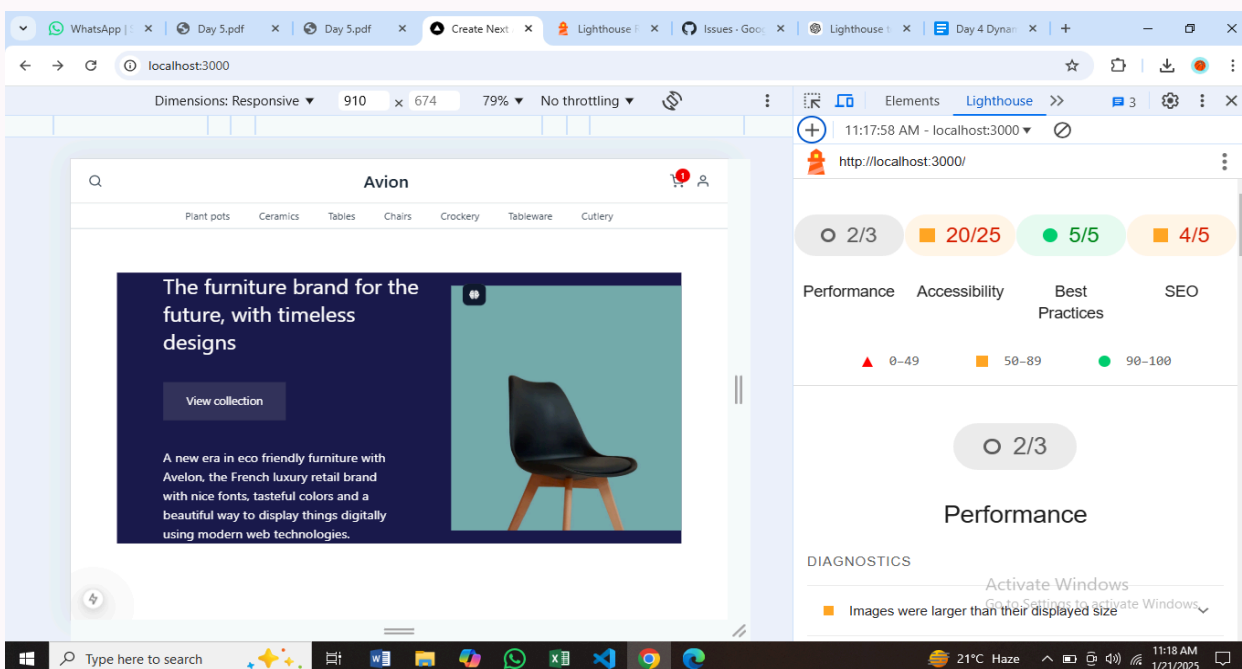 WhatsApp | S
Day 5.pdf
Day 5.pdf
Create Next
Lighthouse R
Issues - Goog
Lighthouse t
Day 4 Dynam
localhost:3000
Dimensions: Responsive
910 × 674
79%
No throttling
Elements
Lighthouse
3
11:17:58 AM - localhost:3000
http://localhost:3000/
Avion
1
Plant pots Ceramics Tables Chairs Crockery Tableware Cutlery
The furniture brand for the
future, with timeless
designs
View collection
A new era in eco friendly furniture with
Avelon, the French luxury retail brand
with nice fonts, tasteful colors and a
beautiful way to display things digitally
using modern web technologies.
2/3 20/25 5/5 4/5
Performance Accessibility Best
Practices
SEO
0–49 50–89 90–100
2/3
Performance
DIAGNOSTICS
Images were larger than their displayed size
Activate Windows
Go to Settings to activate Windows.
Type here to search
21°C Haze
11:18 AM
1/21/2025